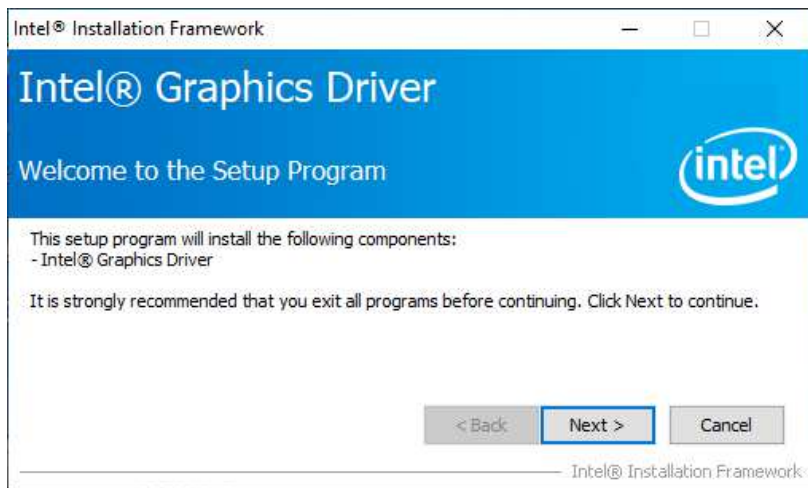 Intel® Installation Framework
Intel® Graphics Driver
Welcome to the Setup Program
intel
This setup program will install the following components:
- Intel® Graphics Driver
It is strongly recommended that you exit all programs before continuing. Click Next to continue.
< Back Next > Cancel
Intel® Installation Framework